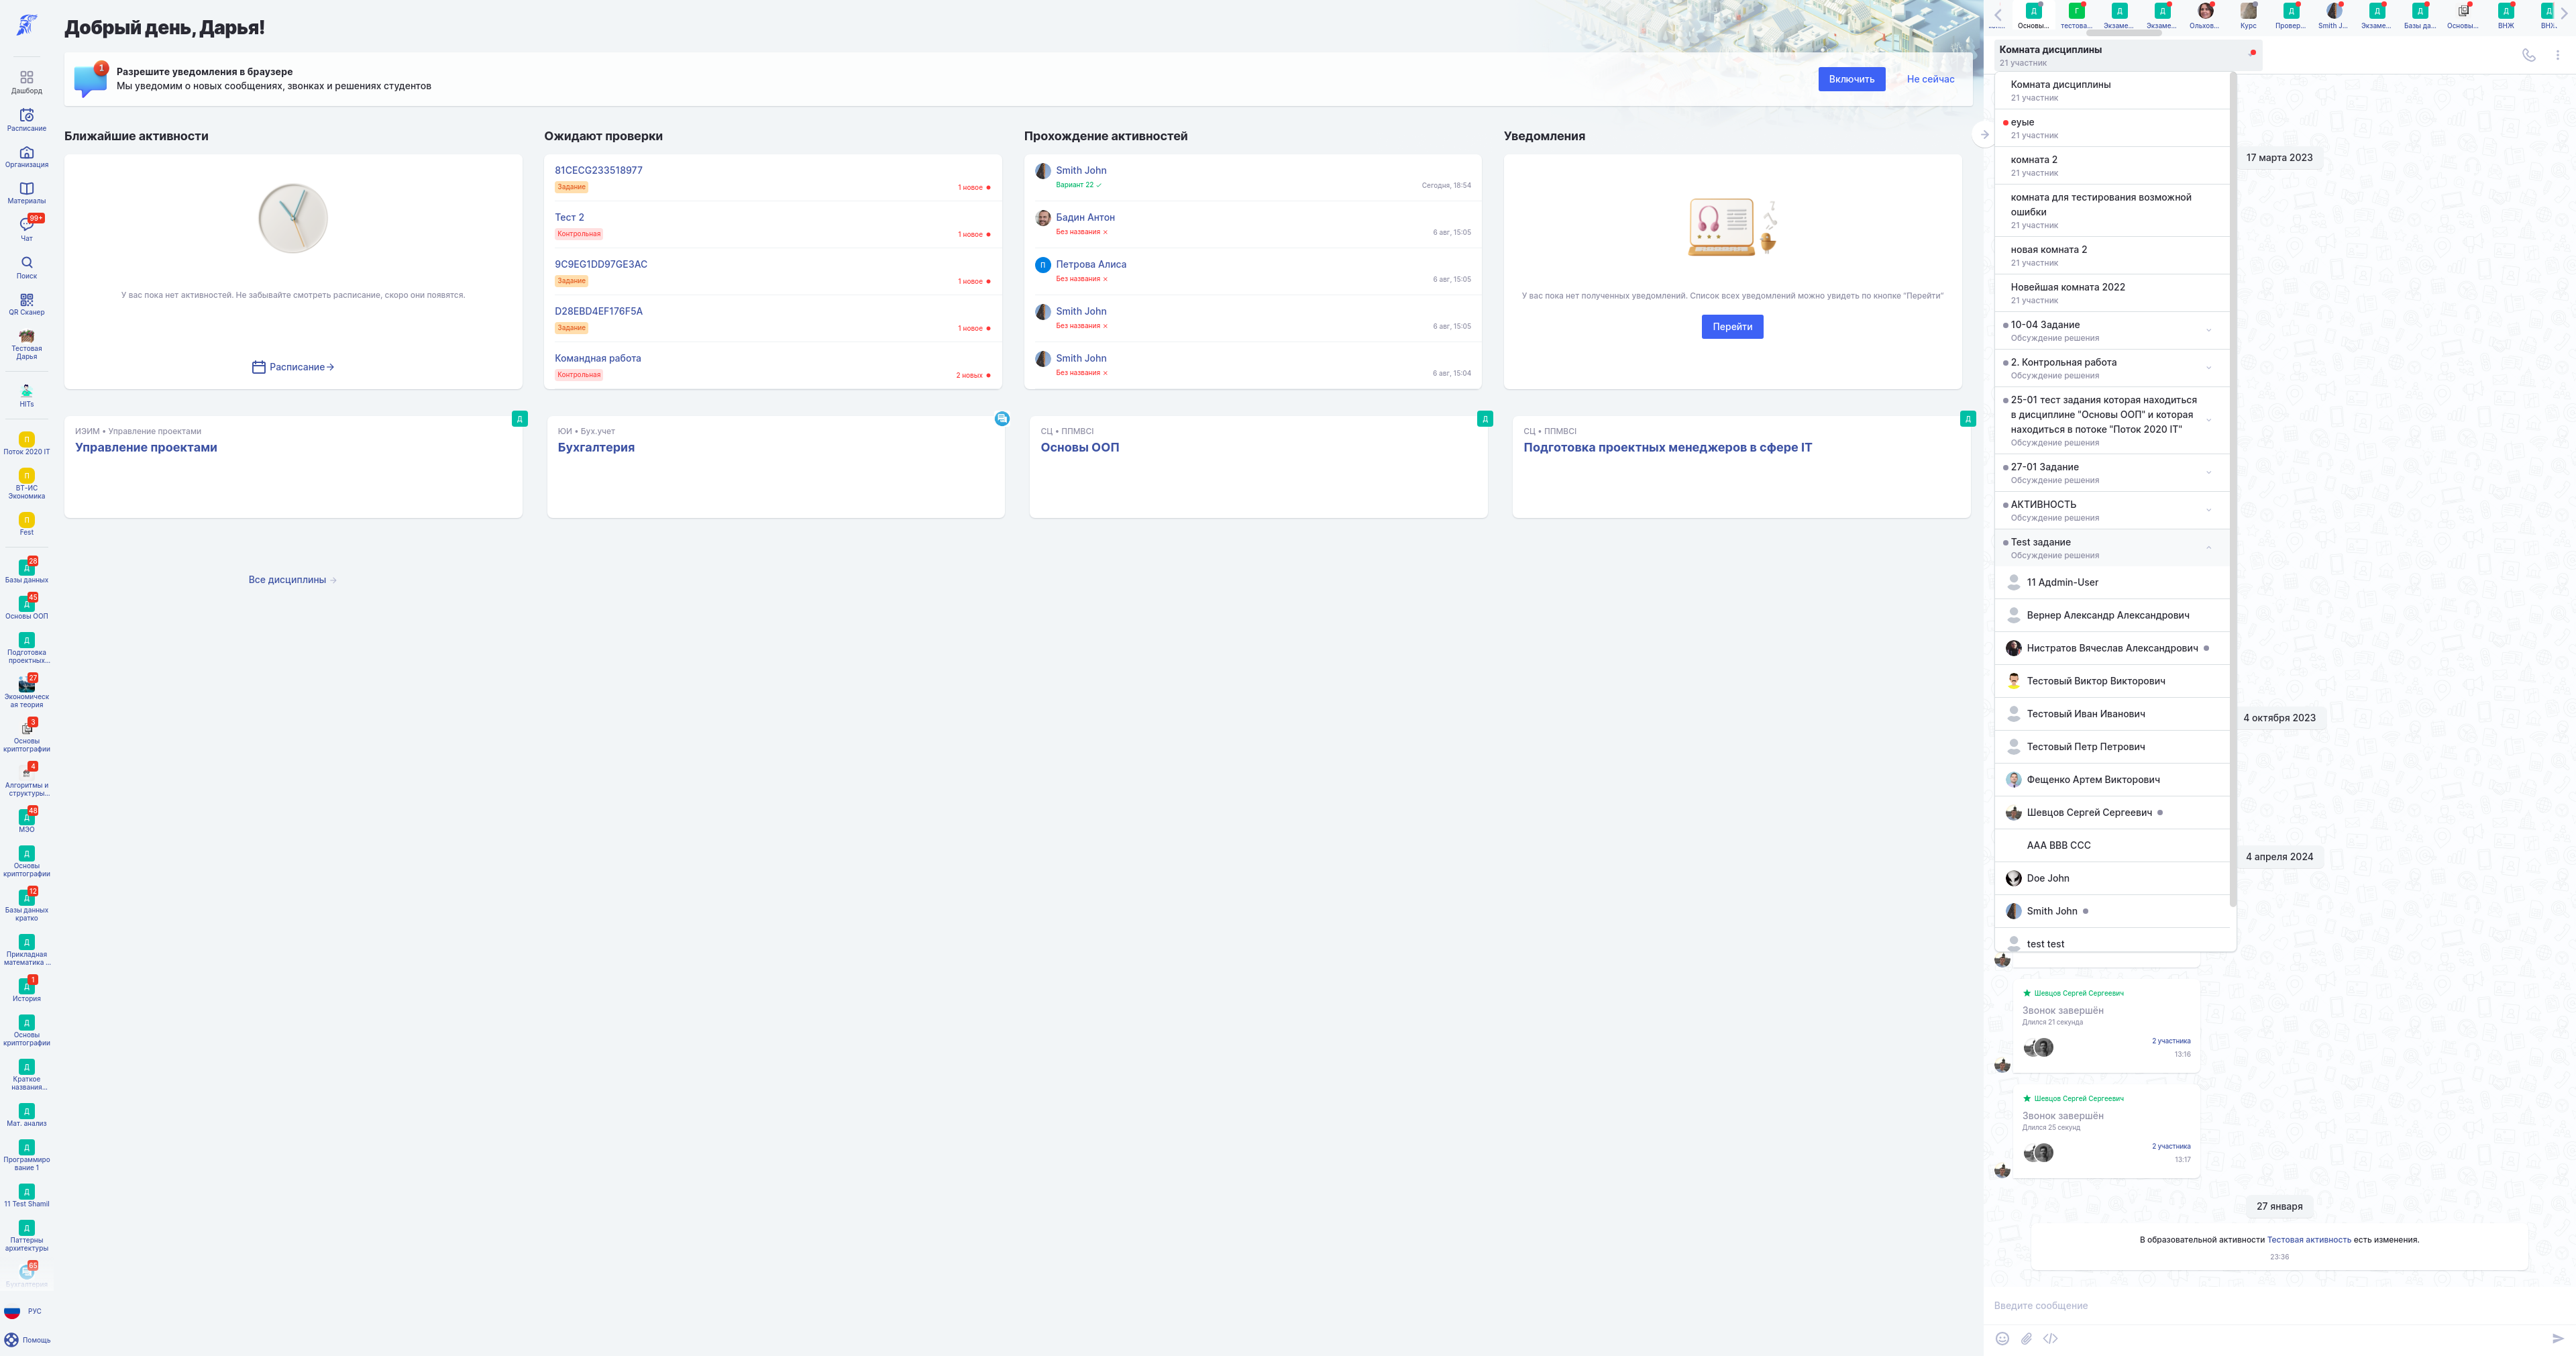 Добрый день, Дарья!
1
Разрешите уведомления в браузере
Мы уведомим о новых сообщениях, звонках и решениях студентов
Включить
Не сейчас
Дашборд
Расписание
Организация
Материалы
99+
Чат
Поиск
QR Сканер
Тестовая
Дарья
HITs
П
Поток 2020 IT
П
ВТ-ИС
Экономика
П
Fest
28
Д
Базы данных
45
Д
Основы ООП
Д
Подготовка
проектных...
27
Экономическ
ая теория
3
Основы
криптографии
4
Алгоритмы и
структуры...
48
Д
МЭО
Д
Основы
криптографии
12
Д
Базы данных
кратко
Д
Прикладная
математика ...
1
Д
История
Д
Основы
криптографии
Д
Краткое
названия...
Д
Мат. анализ
Д
Программиро
вание 1
Д
11 Test Shamil
Д
Паттерны
архитектуры
65
Бухгалтерия
РУС
Помощь
Ближайшие активности
У вас пока нет активностей. Не забывайте смотреть расписание, скоро они появятся.
Расписание
Ожидают проверки
81CECG233518977
Задание
1 новое
Тест 2
Контрольная
1 новое
9C9EG1DD97GE3AC
Задание
1 новое
D28EBD4EF176F5A
Задание
1 новое
Командная работа
Контрольная
2 новых
Прохождение активностей
Smith John
Вариант 22
Сегодня, 18:54
Бадин Антон
Без названия
6 авг, 15:05
П
Петрова Алиса
Без названия
6 авг, 15:05
Smith John
Без названия
6 авг, 15:05
Smith John
Без названия
6 авг, 15:04
Уведомления
У вас пока нет полученных уведомлений. Список всех уведомлений можно увидеть по кнопке "Перейти"
Перейти
Д
ИЭИМ • Управление проектами
Управление проектами
ЮИ • Бух.учет
Бухгалтерия
Д
СЦ • ППМВСІ
Основы ООП
Д
СЦ • ППМВСІ
Подготовка проектных менеджеров в сфере IT
Все дисциплины
Д
Основы...
Г
тестова...
Д
Экзаме...
Д
Экзаме...
Ольхов...
Курс
Д
Провер...
Smith J...
Д
Экзаме...
Д
Базы да...
Основы...
Д
ВНЖ
Д
Комната дисциплины
21 участник
Комната дисциплины
21 участник
еуые
21 участник
комната 2
21 участник
комната для тестирования возможной
ошибки
21 участник
новая комната 2
21 участник
Новейшая комната 2022
21 участник
10-04 Задание
Обсуждение решения
2. Контрольная работа
Обсуждение решения
25-01 тест задания которая находиться
в дисциплине "Основы ООП" и которая
находиться в потоке "Поток 2020 IT"
Обсуждение решения
27-01 Задание
Обсуждение решения
АКТИВНОСТЬ
Обсуждение решения
Test задание
Обсуждение решения
11 Aдdmin-User
Вернер Александр Александрович
Нистратов Вячеслав Александрович
Тестовый Виктор Викторович
Тестовый Иван Иванович
Тестовый Петр Петрович
Фещенко Артем Викторович
Шевцов Сергей Сергеевич
AAA BBB CCC
Doe John
Smith John
test test
17 марта 2023
4 октября 2023
4 апреля 2024
Шевцов Сергей Сергеевич
Звонок завершён
Длился 21 секунда
2 участника
13:16
Шевцов Сергей Сергеевич
Звонок завершён
Длился 25 секунд
2 участника
13:17
27 января
В образовательной активности Тестовая активность есть изменения.
23:36
Введите сообщение